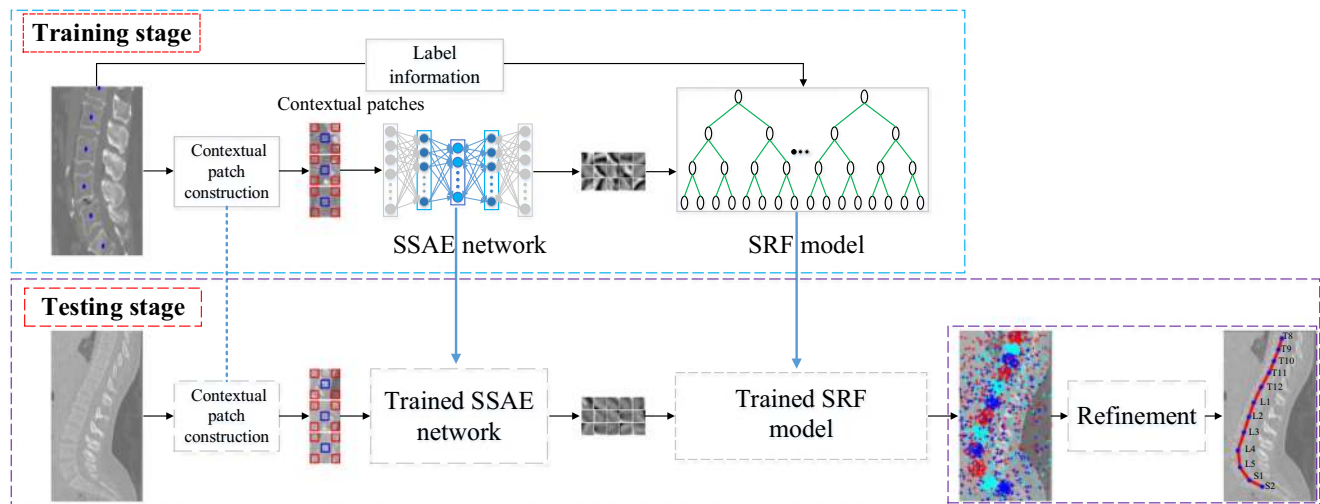 Training stage
Label
information
Contextual patches
Contextual
patch
construction
SSAE network
SRF model
Testing stage
Contextual
patch
construction
Trained SSAE
network
Trained SRF
model
Refinement
T8
T9
T10
T11
T12
L1
L2
L3
L4
L5
S1
S2